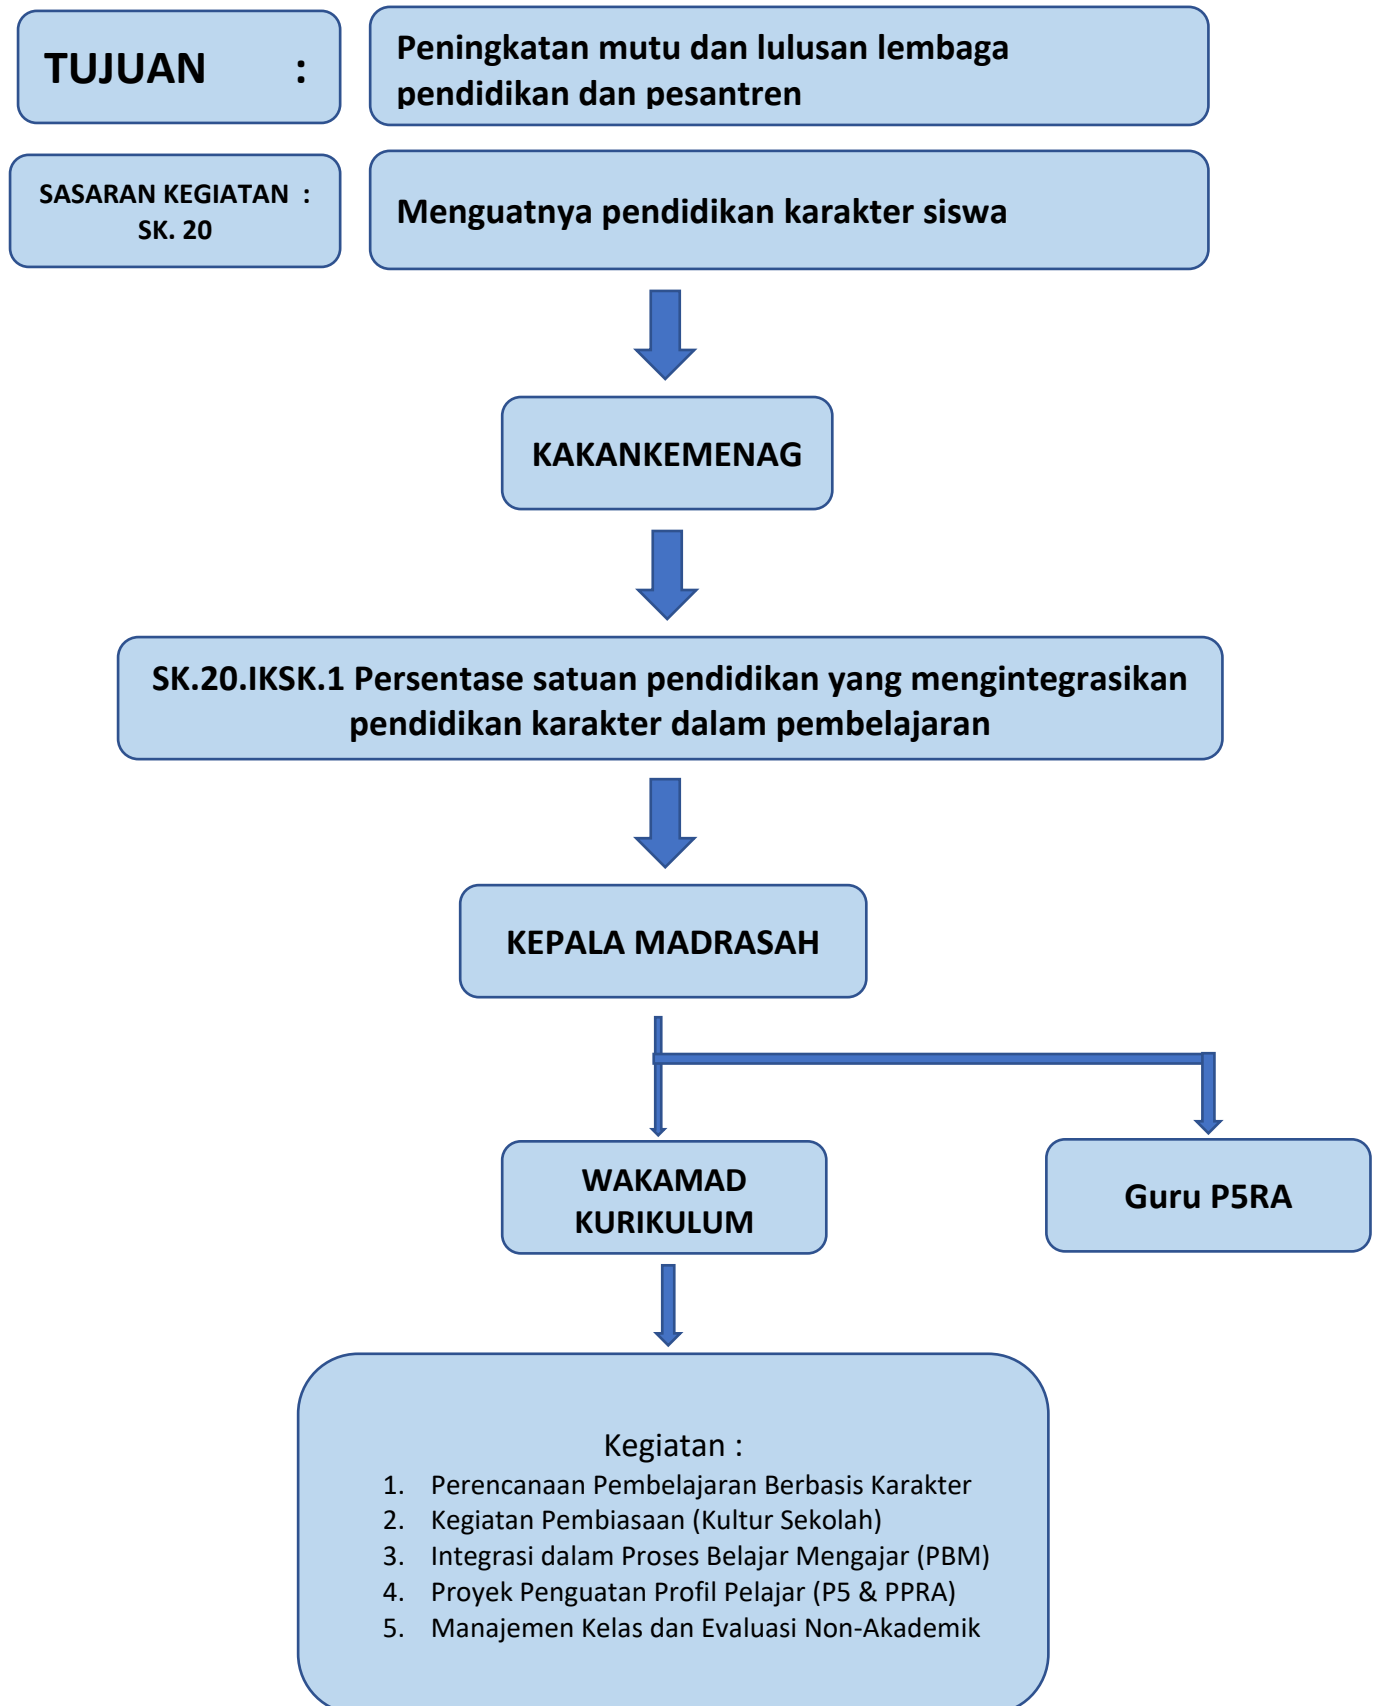 TUJUAN :
Peningkatan mutu dan lulusan lembaga
pendidikan dan pesantren
SASARAN KEGIATAN :
SK. 20
Menguatnya pendidikan karakter siswa
KAKANKEMENAG
SK.20.IKSK.1 Persentase satuan pendidikan yang mengintegrasikan
pendidikan karakter dalam pembelajaran
KEPALA MADRASAH
WAKAMAD
KURIKULUM
Guru P5RA
Kegiatan :
1. Perencanaan Pembelajaran Berbasis Karakter
2. Kegiatan Pembiasaan (Kultur Sekolah)
3. Integrasi dalam Proses Belajar Mengajar (PBM)
4. Proyek Penguatan Profil Pelajar (P5 & PPRA)
5. Manajemen Kelas dan Evaluasi Non-Akademik